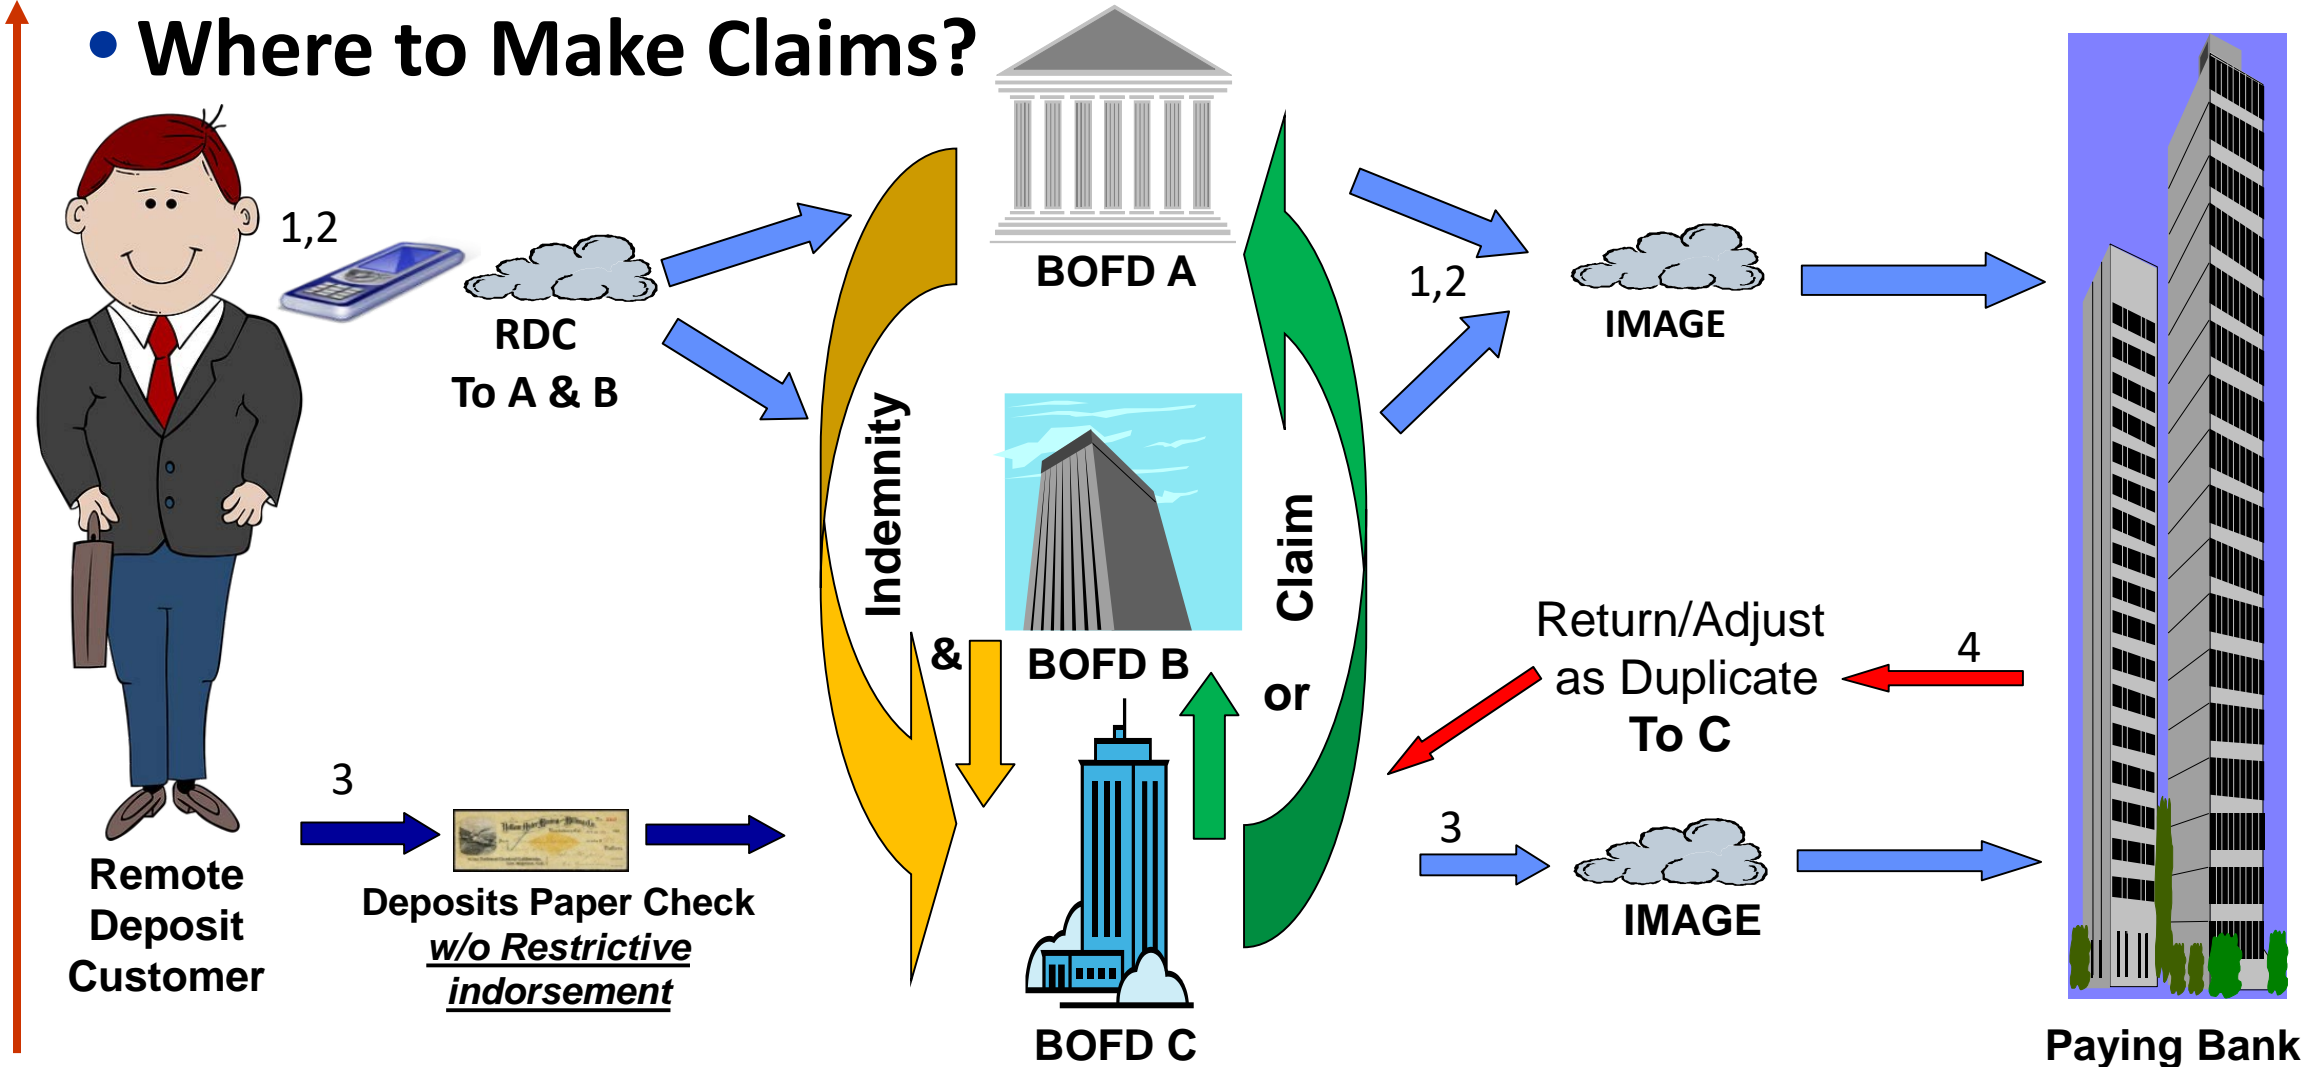 • Where to Make Claims?
1,2
RDC
To A & B
BOFD A
1,2
IMAGE
Indemnity
&
BOFD B
Claim
or
Return/Adjust
as Duplicate
To C
4
3
Deposits Paper Check
w/o Restrictive
indorsement
Remote
Deposit
Customer
BOFD C
3
IMAGE
Paying Bank